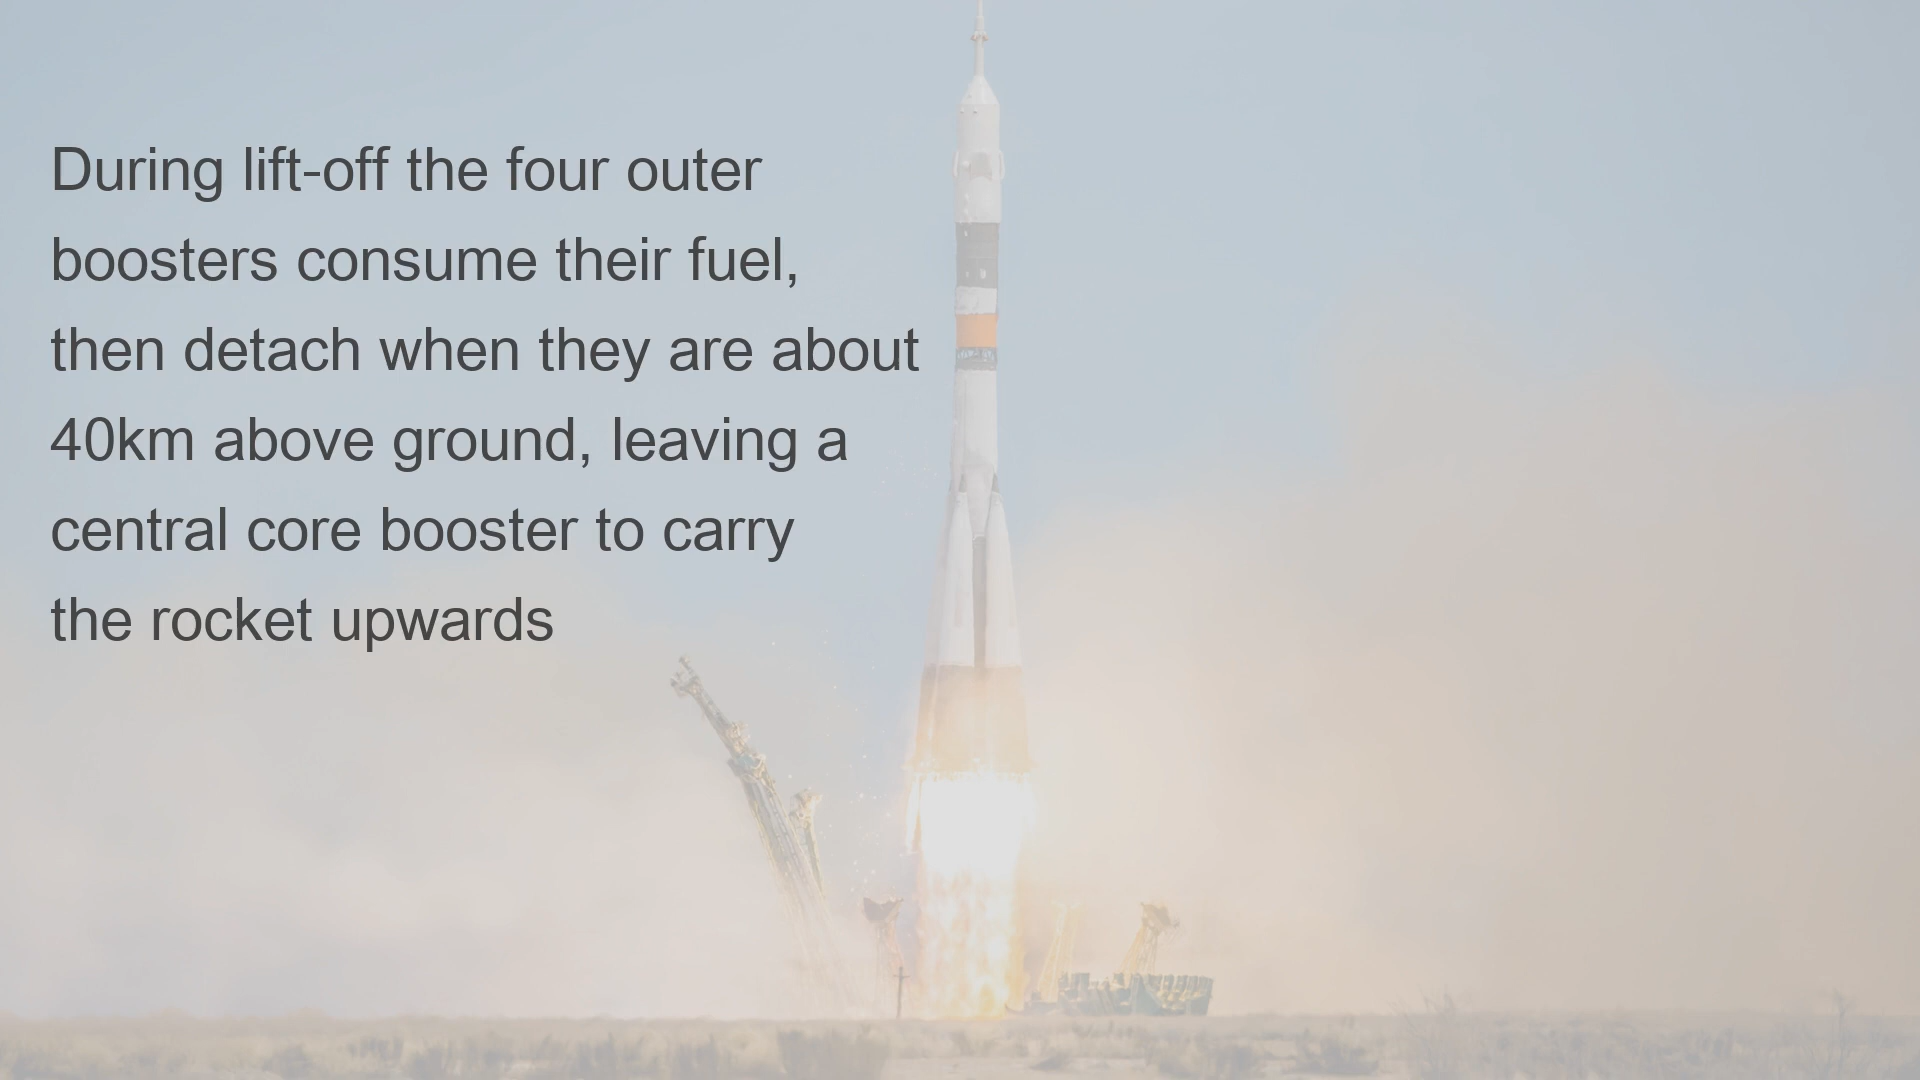 During lift-off the four outer
boosters consume their fuel,
then detach when they are about
40km above ground, leaving a
central core booster to carry
the rocket upwards